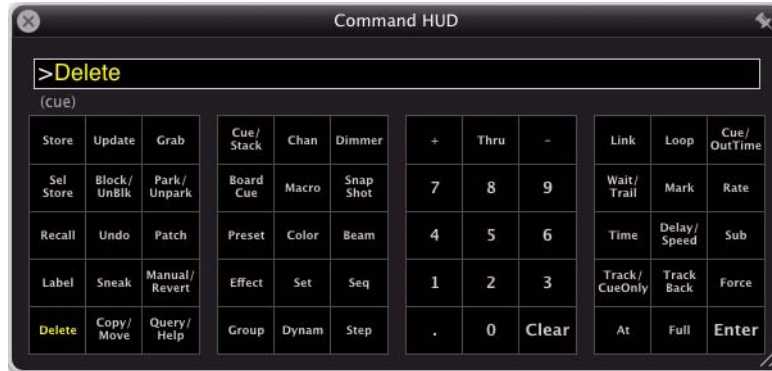 Command HUD
>Delete
(cue)
Store Update Grab Cue/ Stack Chan Dimmer + Thru - Link Loop Cue/ OutTime
Sel Store Block/ UnBlk Park/ Unpark Board Cue Macro Snap Shot 7 8 9 Wait/ Trail Mark Rate
Recall Undo Patch Preset Color Beam 4 5 6 Time Delay/ Speed Sub
Label Sneak Manual/ Revert Effect Set Seq 1 2 3 Track/ CueOnly Track Back Force
Delete Copy/ Move Query/ Help Group Dynam Step . 0 Clear At Full Enter